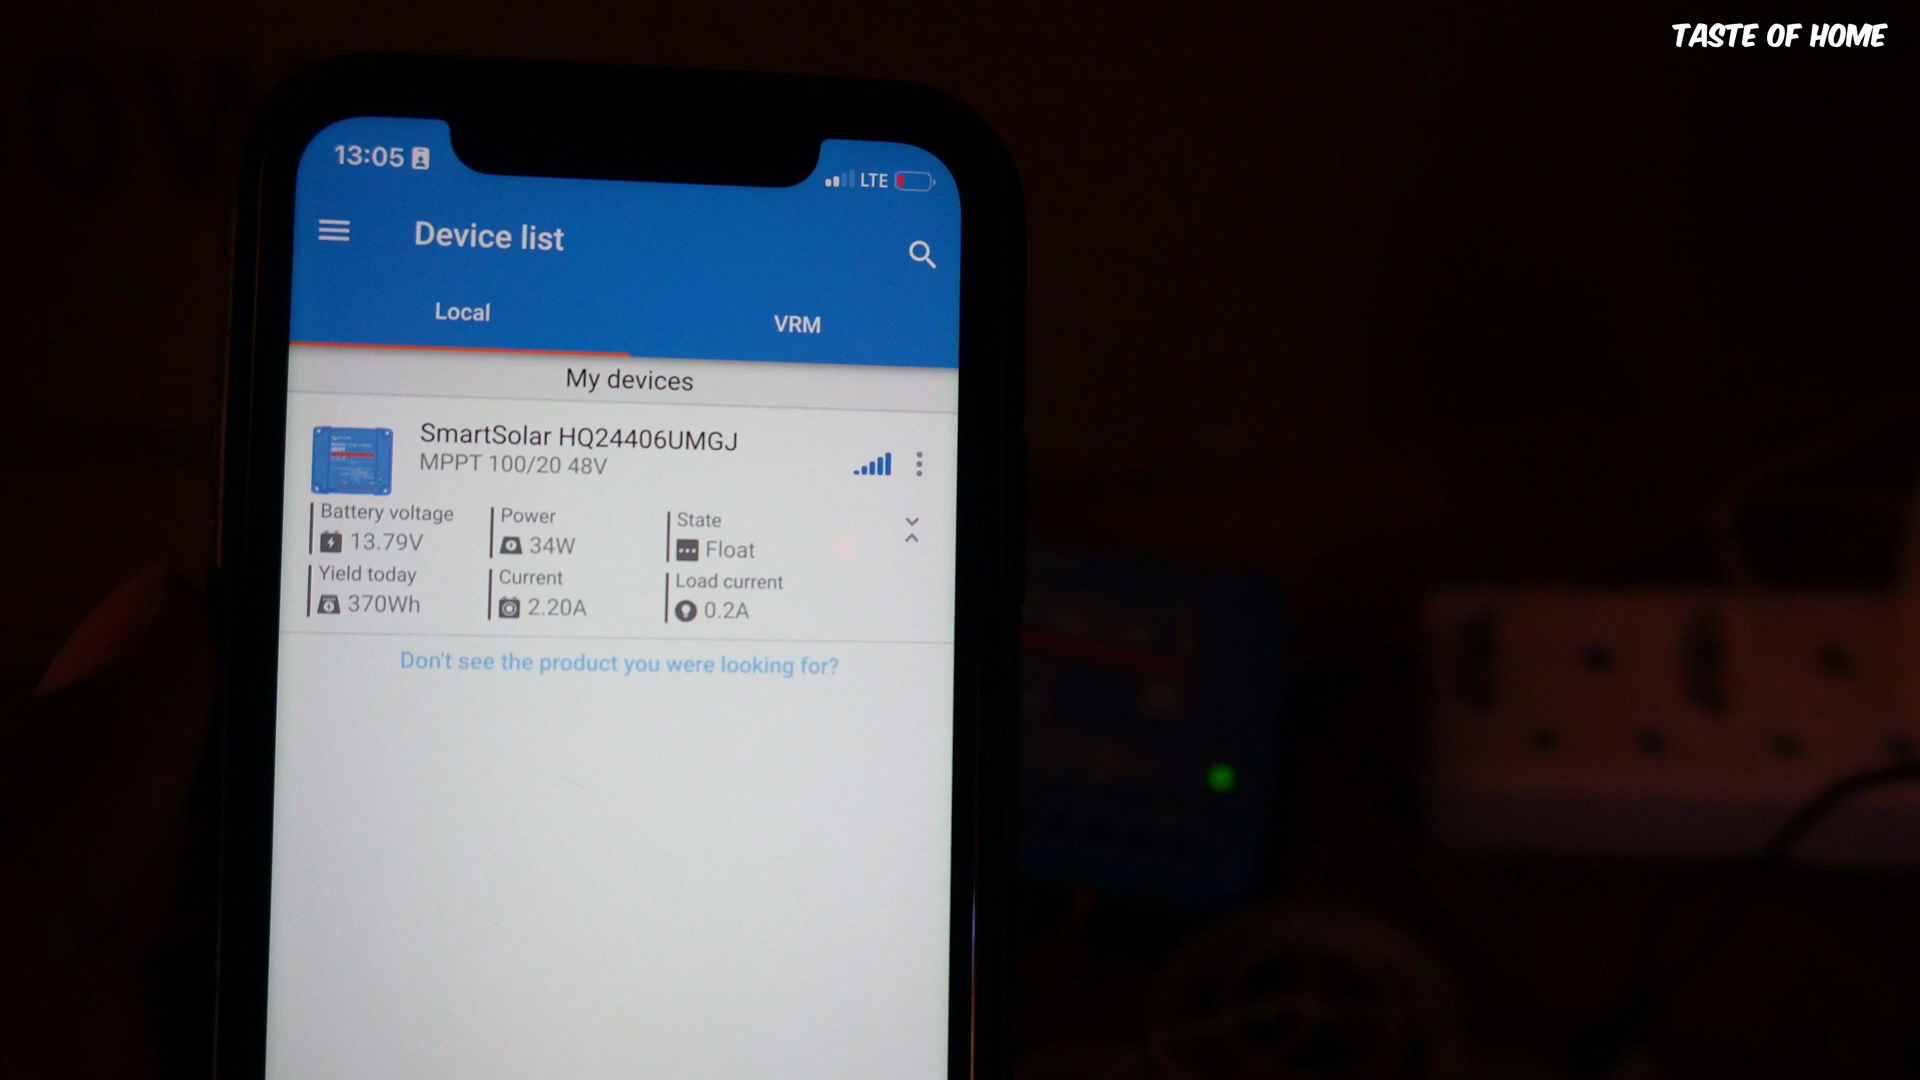 TASTE OF HOME
13:05
LTE
Device list
Local
VRM
My devices
SmartSolar HQ24406UMGJ
MPPT 100/20 48V
Battery voltage
13.79V
Power
34W
State
Float
Yield today
370Wh
Current
2.20A
Load current
0.2A
Don't see the product you were looking for?